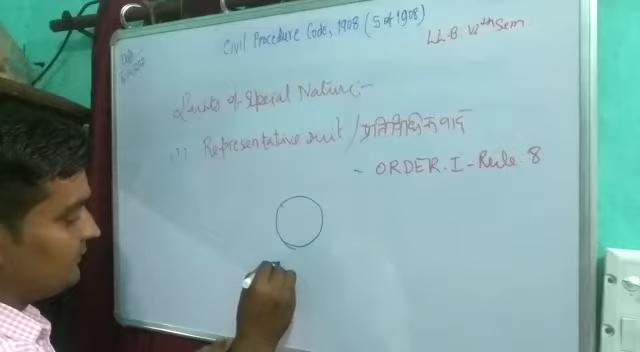 Civil Procedure Code, 1908 (5 of 1908)
LL.B. VIth Sem.
Suits of Special Nature:-
(1) Representative suit / प्रतिनिधिक वाद
- ORDER. I - Rule 8